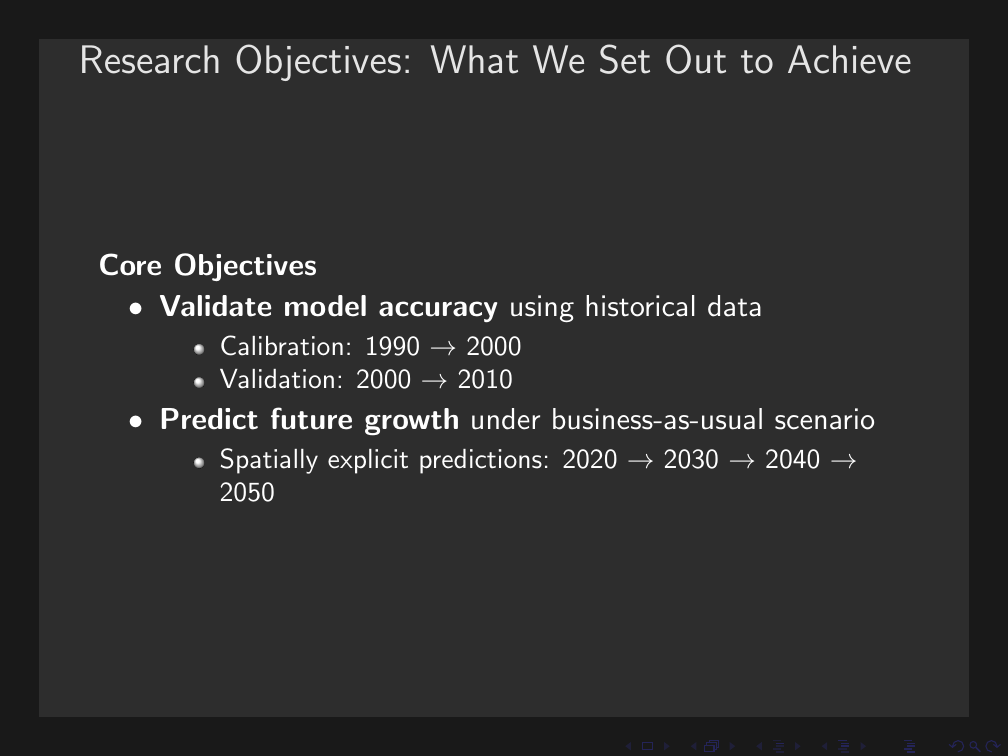 Research Objectives: What We Set Out to Achieve
Core Objectives
• Validate model accuracy using historical data
• Calibration: 1990 → 2000
• Validation: 2000 → 2010
• Predict future growth under business-as-usual scenario
• Spatially explicit predictions: 2020 → 2030 → 2040 →
2050